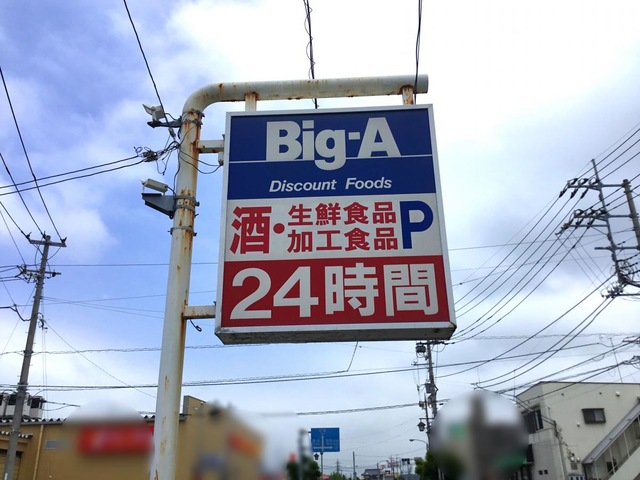 Big-A
Discount Foods
酒・生鮮食品
加工食品 P
24時間